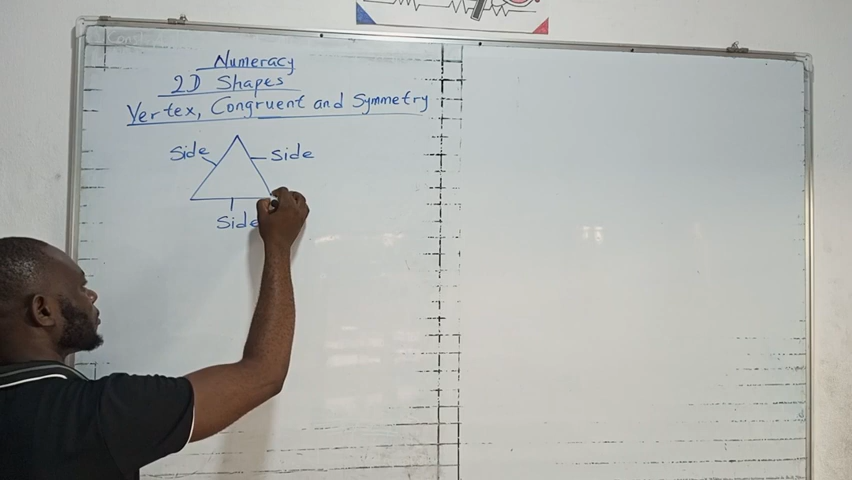 Numeracy
2D Shapes
Vertex, Congruent and Symmetry
Side
Side
Side